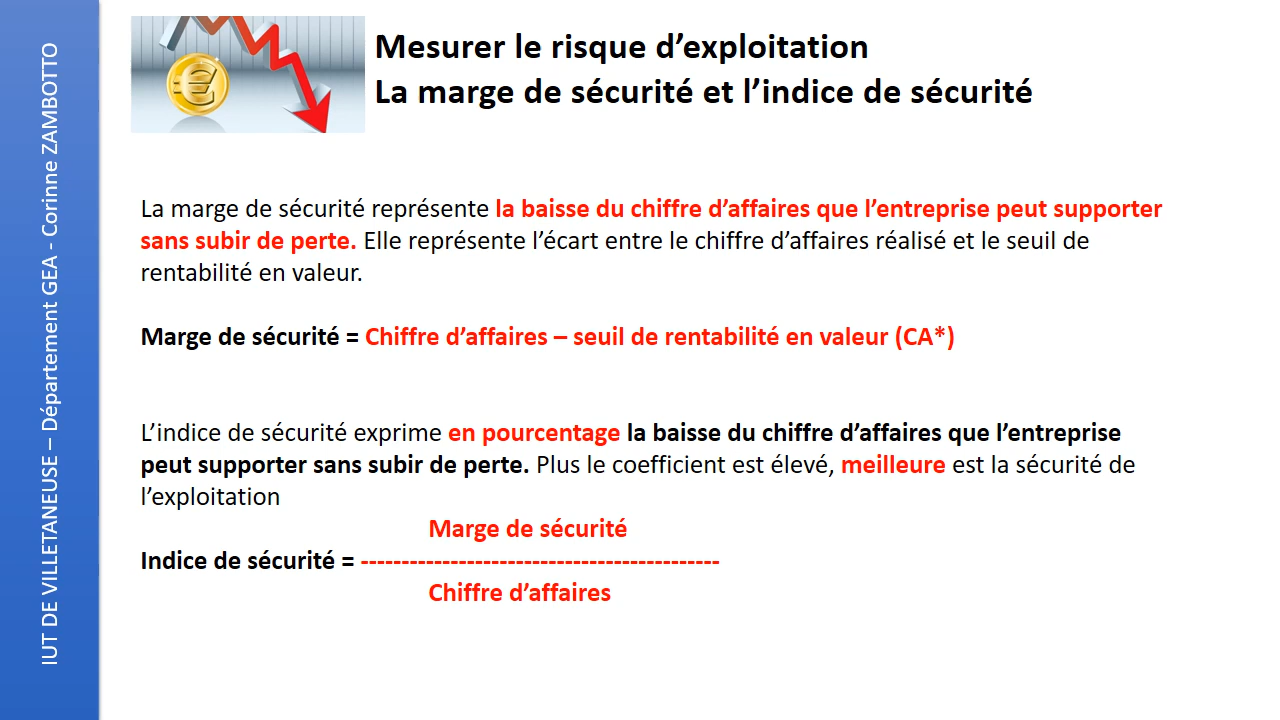 IUT DE VILLETANEUSE – Département GEA - Corinne ZAMBOTTO
Mesurer le risque d’exploitation
La marge de sécurité et l’indice de sécurité
La marge de sécurité représente la baisse du chiffre d’affaires que l’entreprise peut supporter
sans subir de perte. Elle représente l’écart entre le chiffre d’affaires réalisé et le seuil de
rentabilité en valeur.
Marge de sécurité = Chiffre d’affaires – seuil de rentabilité en valeur (CA*)
L’indice de sécurité exprime en pourcentage la baisse du chiffre d’affaires que l’entreprise
peut supporter sans subir de perte. Plus le coefficient est élevé, meilleure est la sécurité de
l’exploitation
Marge de sécurité
Indice de sécurité = --------------------------------------------
Chiffre d’affaires